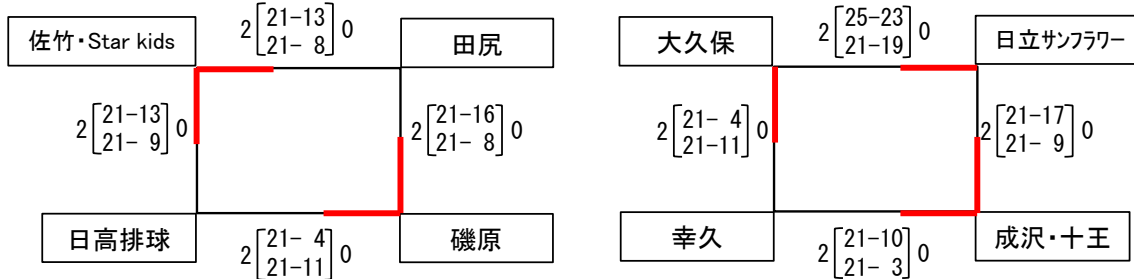 佐竹・Star kids
2[21-13 21- 8]0
田尻
2[21-13 21- 9]0
2[21-16 21- 8]0
日高排球
2[21- 4 21-11]0
磯原
大久保
2[25-23 21-19]0
日立サンフラワー
2[21- 4 21-11]0
2[21-17 21- 9]0
幸久
2[21-10 21- 3]0
成沢・十王